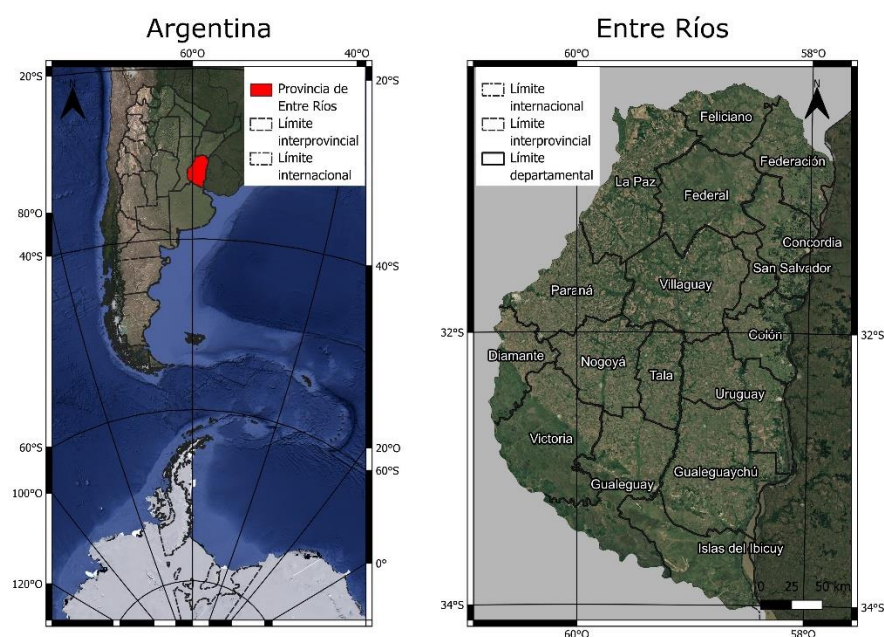 Argentina
60°O
40°O
20°S
N
Provincia de
Entre Ríos
Límite
interprovincial
Límite
internacional
20°S
80°O
40°S
40°S
60°S
100°O
120°O
20°O
60°S
0°
Entre Ríos
60°O
58°O
Límite
internacional
Límite
interprovincial
Límite
departamental
N
Feliciano
Federación
La Paz
Federal
Concordia
San Salvador
Paraná
Villaguay
32°S
32°S
Colón
Diamante
Nogoyá
Tala
Uruguay
Victoria
Gualeguaychú
Gualeguay
Islas del Ibicuy
0 25 50 km
34°S
34°S
60°O
58°O